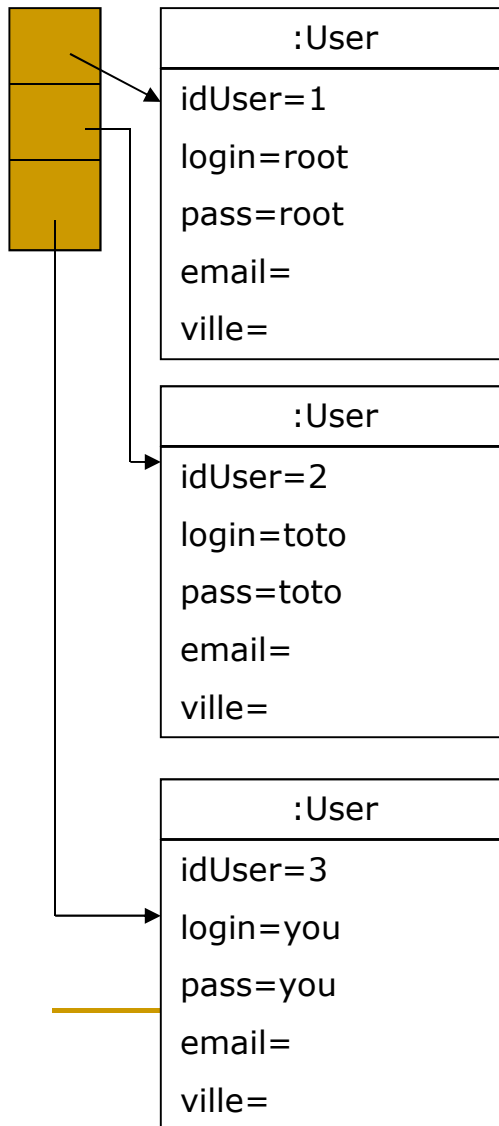 :User
idUser=1
login=root
pass=root
email=
ville=
:User
idUser=2
login=toto
pass=toto
email=
ville=
:User
idUser=3
login=you
pass=you
email=
ville=